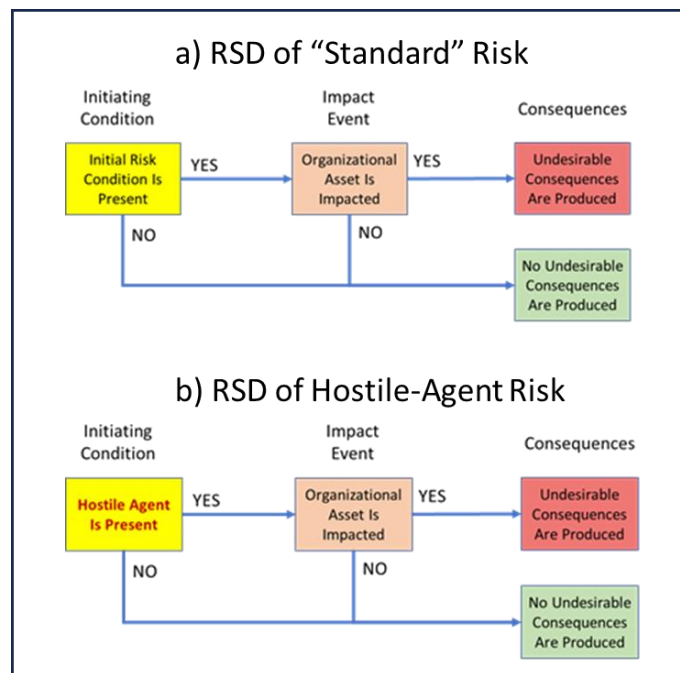 a) RSD of “Standard” Risk
Initiating
Condition
Impact
Event
Consequences
Initial Risk
Condition Is
Present
YES
Organizational
Asset Is
Impacted
YES
Undesirable
Consequences
Are Produced
NO
NO
No Undesirable
Consequences
Are Produced
b) RSD of Hostile-Agent Risk
Initiating
Condition
Impact
Event
Consequences
Hostile Agent
Is Present
YES
Organizational
Asset Is
Impacted
YES
Undesirable
Consequences
Are Produced
NO
NO
No Undesirable
Consequences
Are Produced